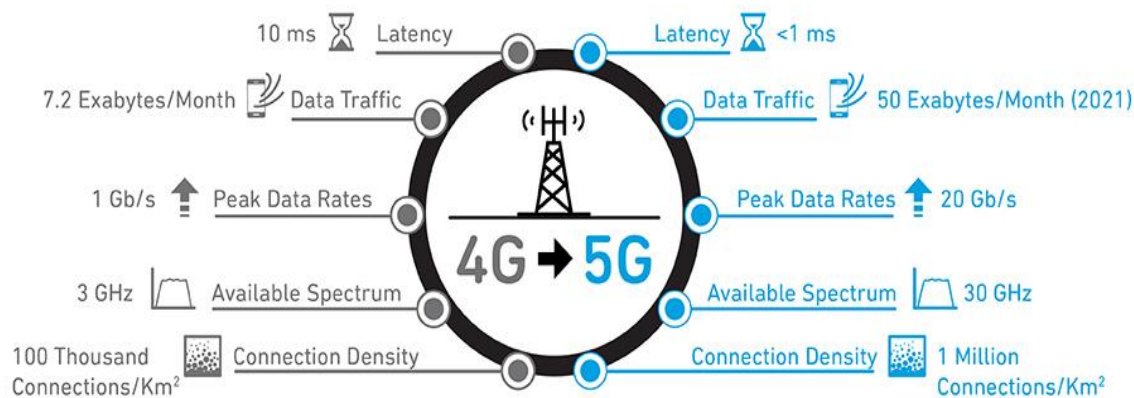 10 ms Latency
7.2 Exabytes/Month Data Traffic
1 Gb/s Peak Data Rates
3 GHz Available Spectrum
100 Thousand
Connections/Km² Connection Density
4G 5G
Latency <1 ms
Data Traffic 50 Exabytes/Month (2021)
Peak Data Rates 20 Gb/s
Available Spectrum 30 GHz
Connection Density 1 Million
Connections/Km²